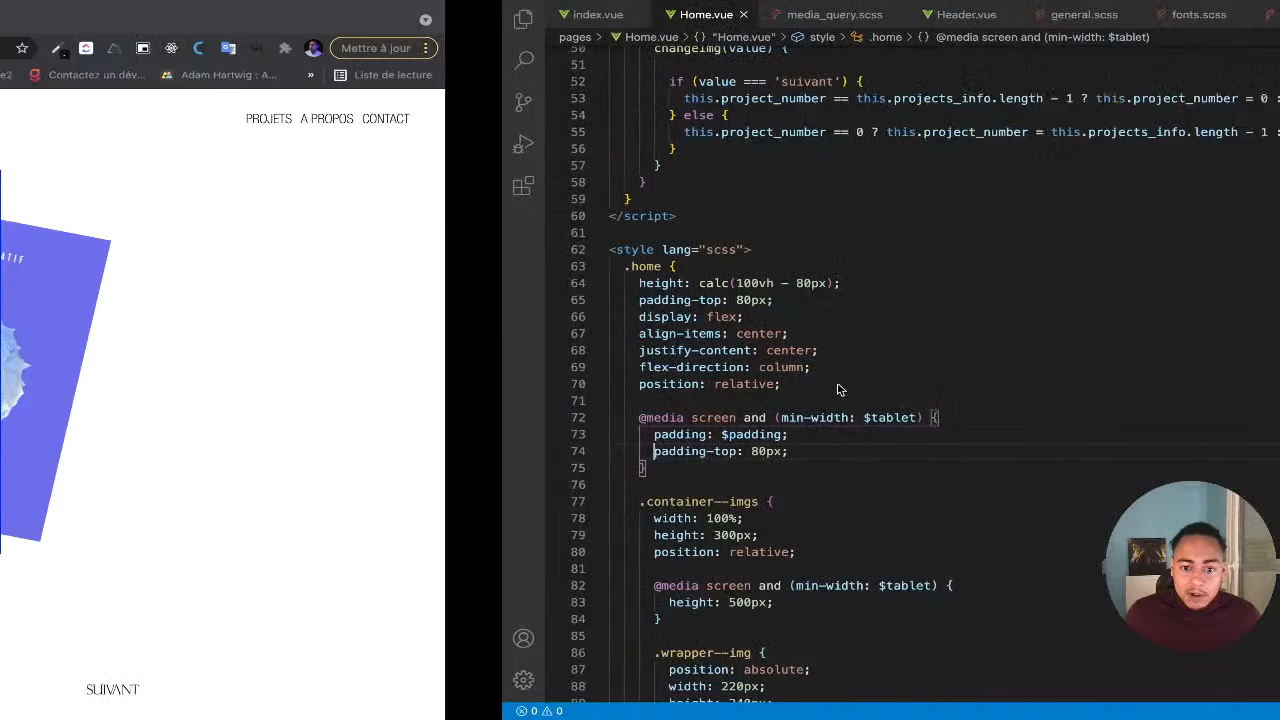 Mettre à jour
e2
Contactez un dév...
Adam Hartwig : A...
»
Liste de lecture
PROJETS A PROPOS CONTACT
ATIF
SUIVANT
index.vue
Home.vue
media_query.scss
Header.vue
general.scss
fonts.scss
pages > Home.vue > {} "Home.vue" > style > .home > {} @media screen and (min-width: $tablet)
50 changeImg(value) {
51
52 if (value === 'suivant') {
53 this.project_number == this.projects_info.length - 1 ? this.project_number = 0 :
54 } else {
55 this.project_number == 0 ? this.project_number = this.projects_info.length - 1 :
56 }
57 }
58 }
59 }
60 </script>
61
62 <style lang="scss">
63 .home {
64 height: calc(100vh - 80px);
65 padding-top: 80px;
66 display: flex;
67 align-items: center;
68 justify-content: center;
69 flex-direction: column;
70 position: relative;
71
72 @media screen and (min-width: $tablet) {
73 padding: $padding;
74 padding-top: 80px;
75 }
76
77 .container--imgs {
78 width: 100%;
79 height: 300px;
80 position: relative;
81
82 @media screen and (min-width: $tablet) {
83 height: 500px;
84 }
85
86 .wrapper--img {
87 position: absolute;
88 width: 220px;
0 0